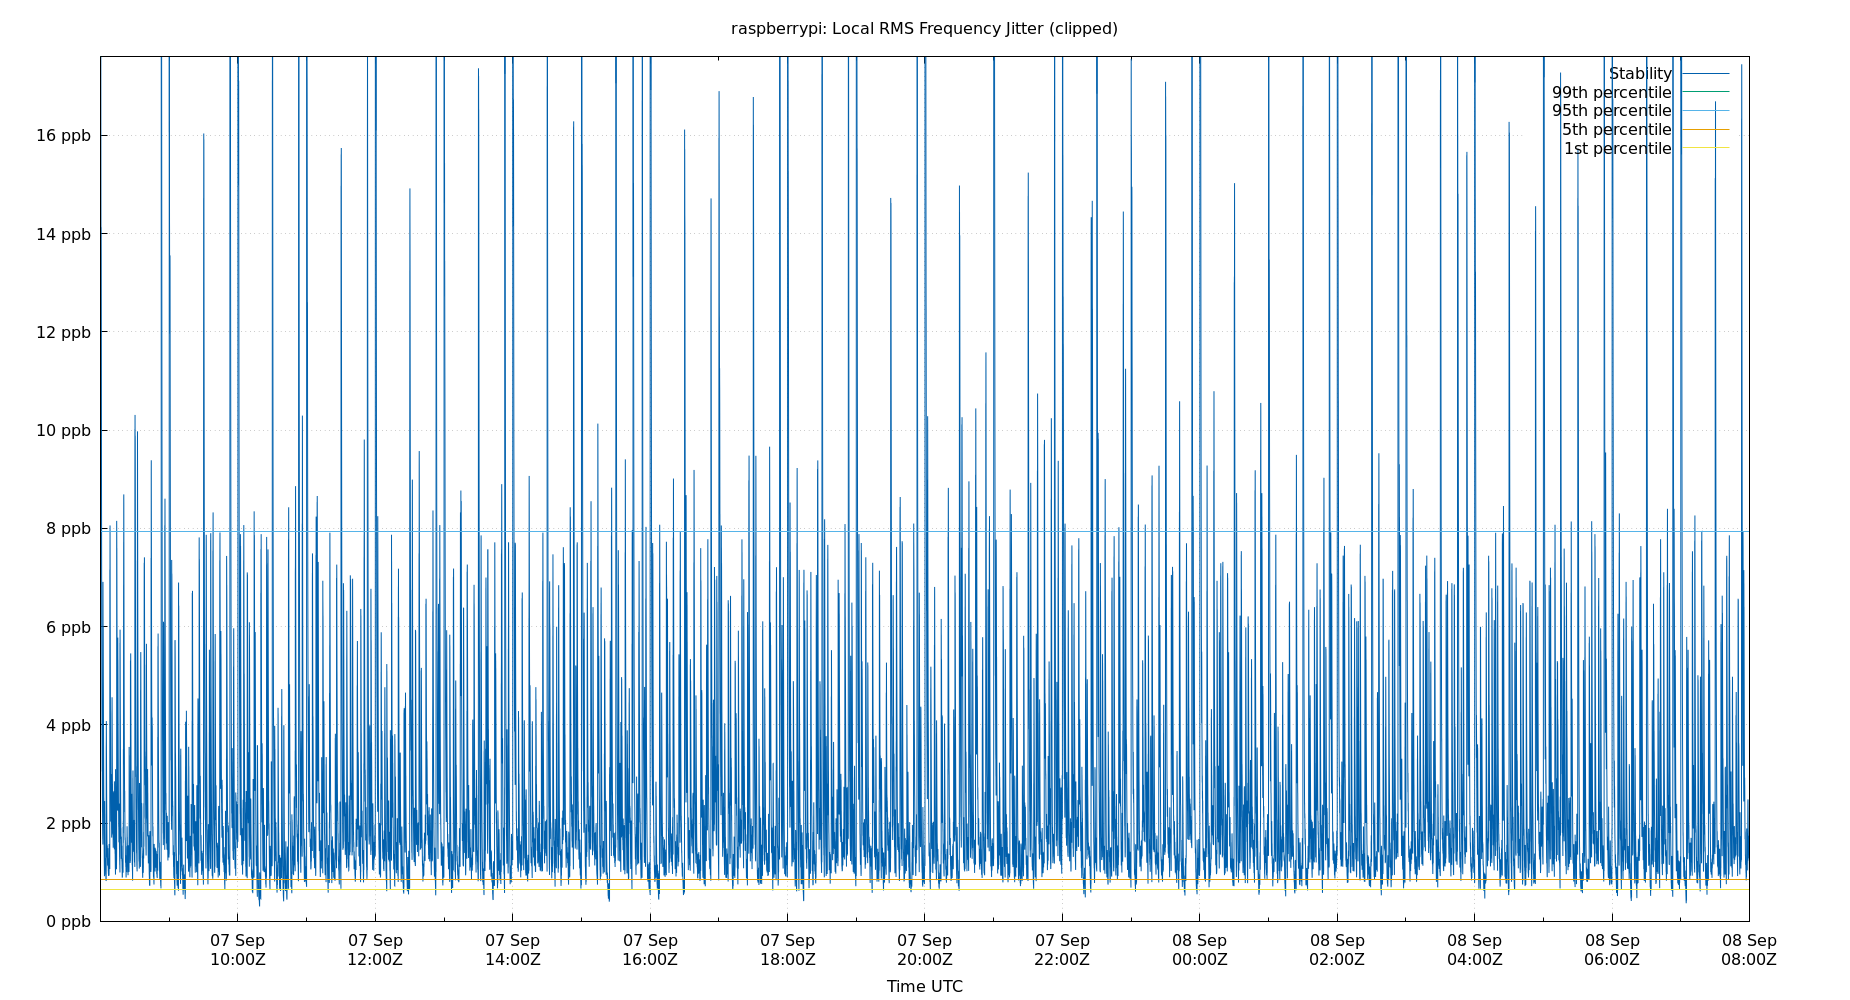 raspberrypi: Local RMS Frequency Jitter (clipped)
Stability
99th percentile
95th percentile
5th percentile
1st percentile
16 ppb
14 ppb
12 ppb
10 ppb
8 ppb
6 ppb
4 ppb
2 ppb
0 ppb
07 Sep 07 Sep 07 Sep 07 Sep 07 Sep 07 Sep 07 Sep 08 Sep 08 Sep 08 Sep 08 Sep 08 Sep
10:00Z 12:00Z 14:00Z 16:00Z 18:00Z 20:00Z 22:00Z 00:00Z 02:00Z 04:00Z 06:00Z 08:00Z
Time UTC